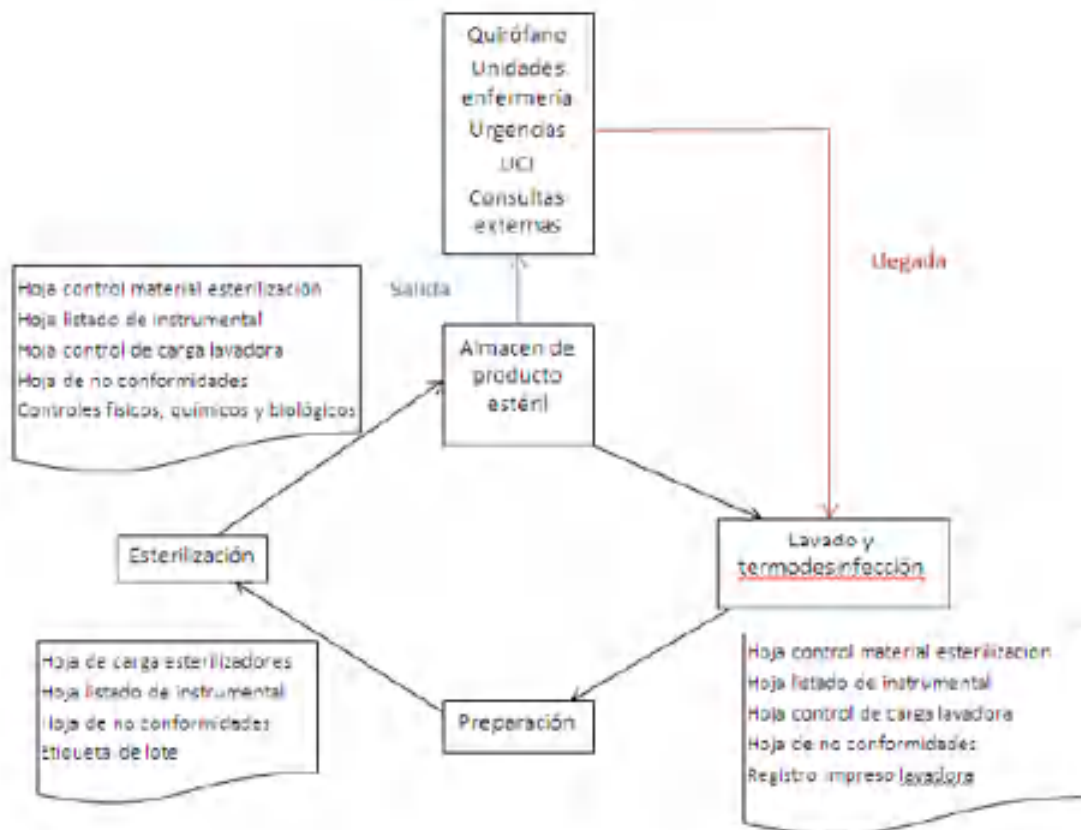 Quirófano
Unidades
enfermería
Urgencias
UCI
Consultas
externas
Llegada
Salida
Hoja control material esterilización
Hoja listado de instrumental
Hoja control de carga lavadora
Hoja de no conformidades
Controles físicos, químicos y biológicos
Almacen de
producto
estéril
Esterilización
Lavado y
termodesinfección
Hoja de carga esterilizadores
Hoja listado de instrumental
Hoja de no conformidades
Etiqueta de lote
Preparación
Hoja control material esterilización
Hoja listado de instrumental
Hoja control de carga lavadora
Hoja de no conformidades
Registro impreso lavadora